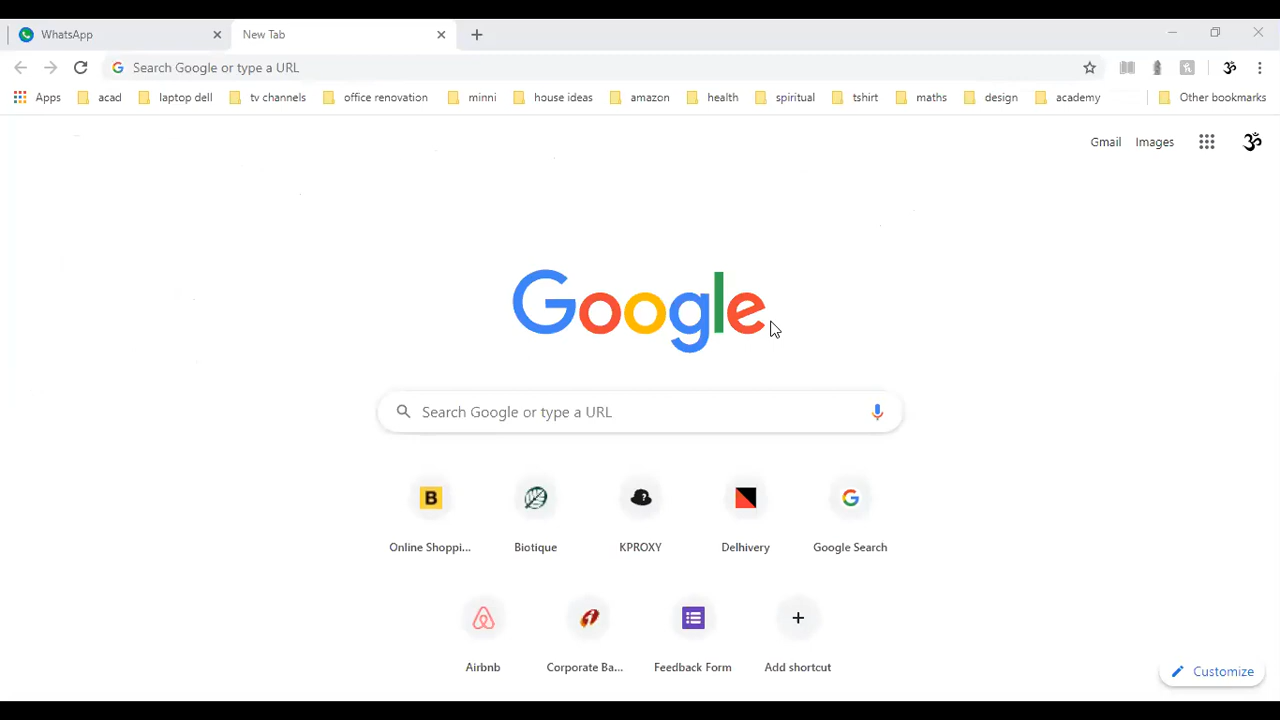 WhatsApp New Tab
Search Google or type a URL
Apps acad laptop dell tv channels office renovation minni house ideas amazon health spiritual tshirt maths design academy Other bookmarks
Gmail Images ॐ
Google
Search Google or type a URL
B
Online Shoppi... Biotique KPROXY Delhivery Google Search
Airbnb Corporate Ba... Feedback Form Add shortcut
Customize